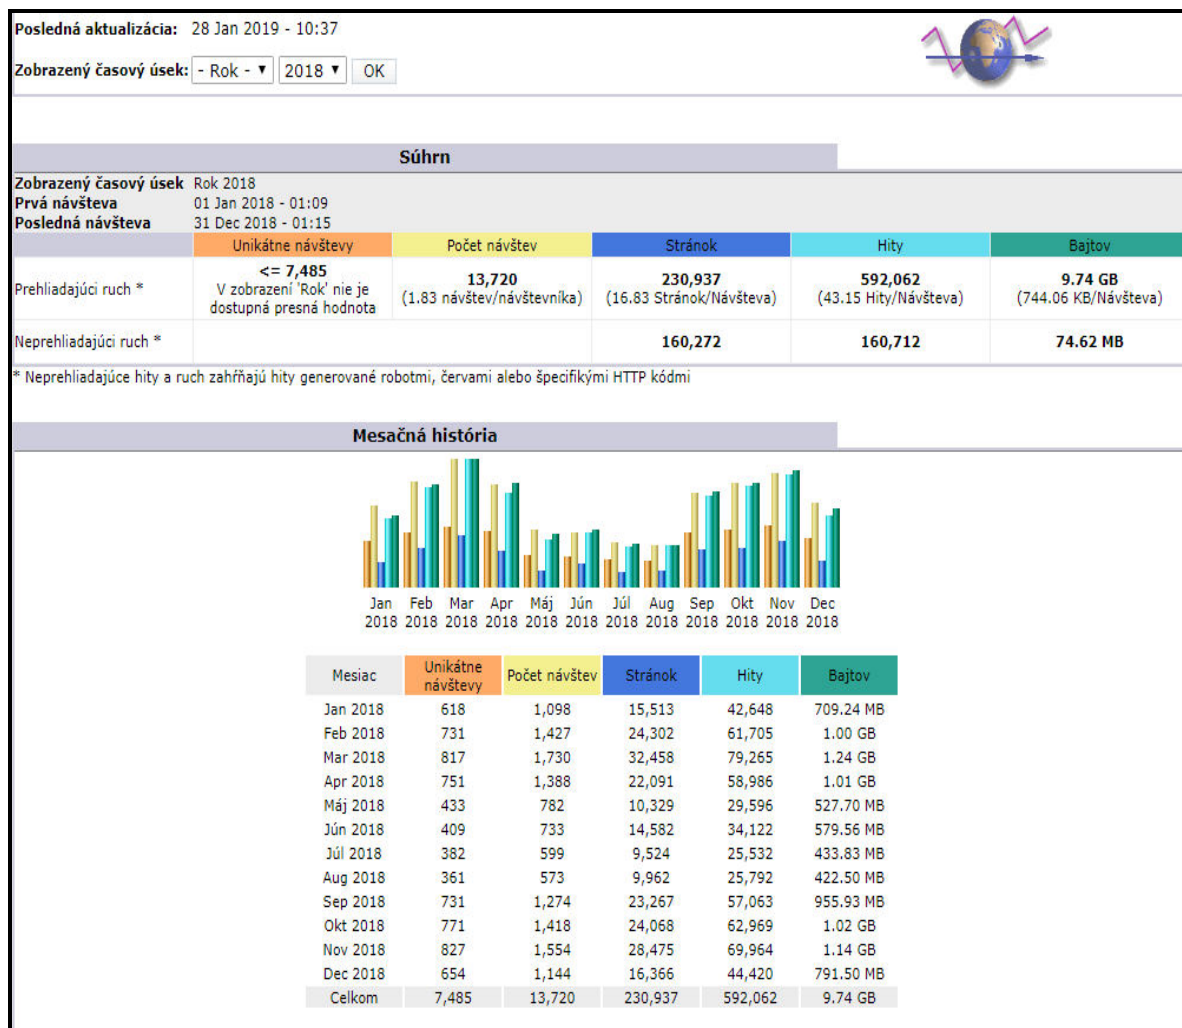 Posledná aktualizácia: 28 Jan 2019 - 10:37
Zobrazený časový úsek: - Rok - 2018 OK
Súhrn
Zobrazený časový úsek Rok 2018
Prvá návšteva 01 Jan 2018 - 01:09
Posledná návšteva 31 Dec 2018 - 01:15
Unikátne návštevy Počet návštev Stránok Hity Bajtov
Prehliadajúci ruch * <= 7,485 V zobrazení 'Rok' nie je dostupná presná hodnota 13,720 (1.83 návštev/návštevníka) 230,937 (16.83 Stránok/Návšteva) 592,062 (43.15 Hity/Návšteva) 9.74 GB (744.06 KB/Návšteva)
Neprehliadajúci ruch * 160,272 160,712 74.62 MB
* Neprehliadajúce hity a ruch zahŕňajú hity generované robotmi, červami alebo špecifikými HTTP kódmi
Mesačná história
Jan Feb Mar Apr Máj Jún Júl Aug Sep Okt Nov Dec
2018 2018 2018 2018 2018 2018 2018 2018 2018 2018 2018 2018
Mesiac Unikátne návštevy Počet návštev Stránok Hity Bajtov
Jan 2018 618 1,098 15,513 42,648 709.24 MB
Feb 2018 731 1,427 24,302 61,705 1.00 GB
Mar 2018 817 1,730 32,458 79,265 1.24 GB
Apr 2018 751 1,388 22,091 58,986 1.01 GB
Máj 2018 433 782 10,329 29,596 527.70 MB
Jún 2018 409 733 14,582 34,122 579.56 MB
Júl 2018 382 599 9,524 25,532 433.83 MB
Aug 2018 361 573 9,962 25,792 422.50 MB
Sep 2018 731 1,274 23,267 57,063 955.93 MB
Okt 2018 771 1,418 24,068 62,969 1.02 GB
Nov 2018 827 1,554 28,475 69,964 1.14 GB
Dec 2018 654 1,144 16,366 44,420 791.50 MB
Celkom 7,485 13,720 230,937 592,062 9.74 GB